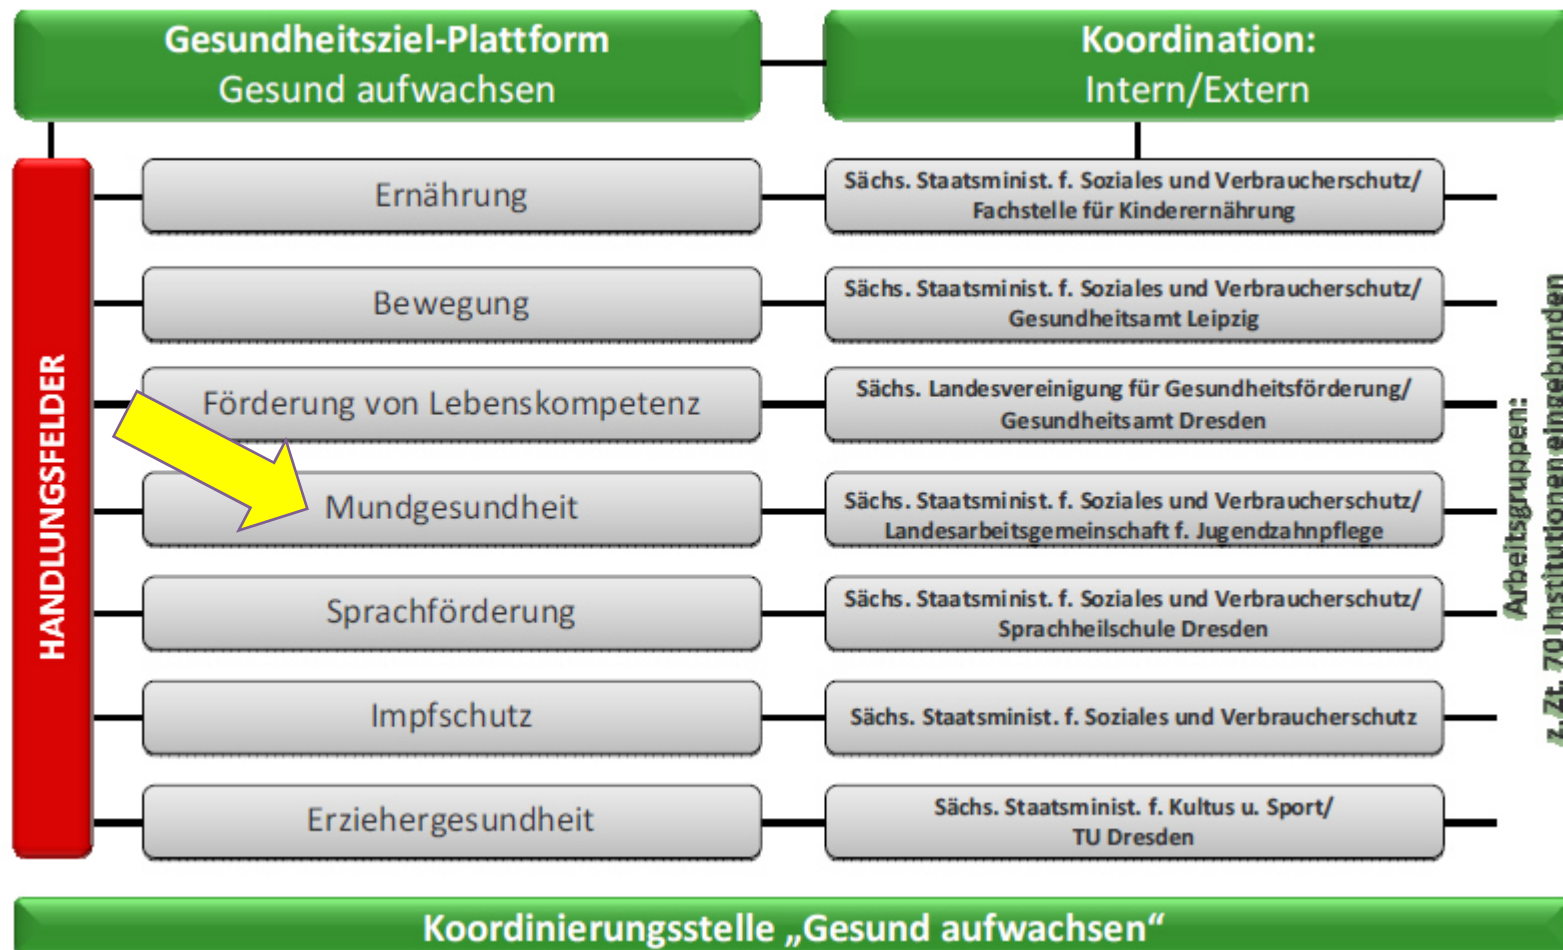 Gesundheitsziel-Plattform
Gesund aufwachsen
Koordination:
Intern/Extern
HANDLUNGSFELDER
Ernährung
Sächs. Staatsminist. f. Soziales und Verbraucherschutz/
Fachstelle für Kinderernährung
Bewegung
Sächs. Staatsminist. f. Soziales und Verbraucherschutz/
Gesundheitsamt Leipzig
Förderung von Lebenskompetenz
Sächs. Landesvereinigung für Gesundheitsförderung/
Gesundheitsamt Dresden
Mundgesundheit
Sächs. Staatsminist. f. Soziales und Verbraucherschutz/
Landesarbeitsgemeinschaft f. Jugendzahnpflege
Sprachförderung
Sächs. Staatsminist. f. Soziales und Verbraucherschutz/
Sprachheilschule Dresden
Impfschutz
Sächs. Staatsminist. f. Soziales und Verbraucherschutz
Erziehergesundheit
Sächs. Staatsminist. f. Kultus u. Sport/
TU Dresden
Arbeitsgruppen:
z. Zt. 70 Institutionen eingebunden
Koordinierungsstelle „Gesund aufwachsen“